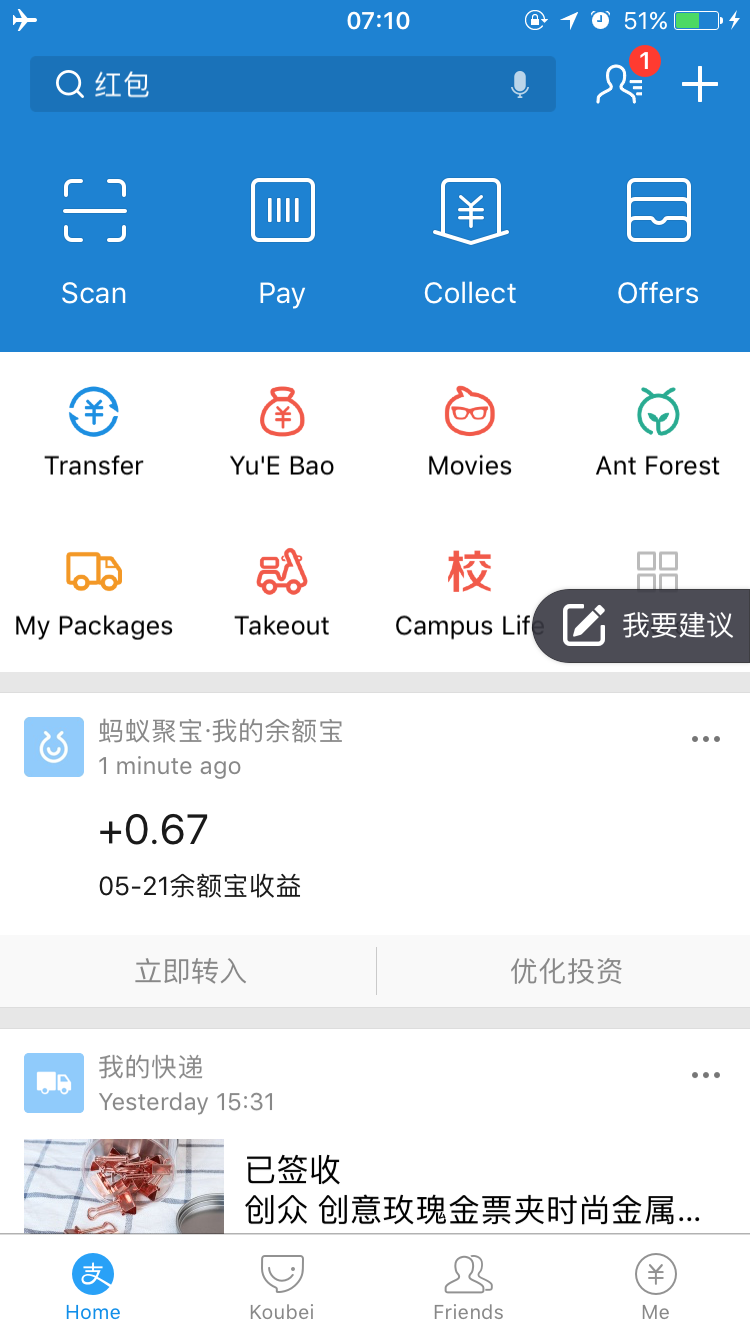 07:10
51%
红包
1
Scan
Pay
Collect
Offers
Transfer
Yu'E Bao
Movies
Ant Forest
校
My Packages
Takeout
Campus Life
我要建议
蚂蚁聚宝·我的余额宝
1 minute ago
+0.67
05-21余额宝收益
立即转入
优化投资
我的快递
Yesterday 15:31
已签收
创众 创意玫瑰金票夹时尚金属...
支
Home
Koubei
Friends
Me